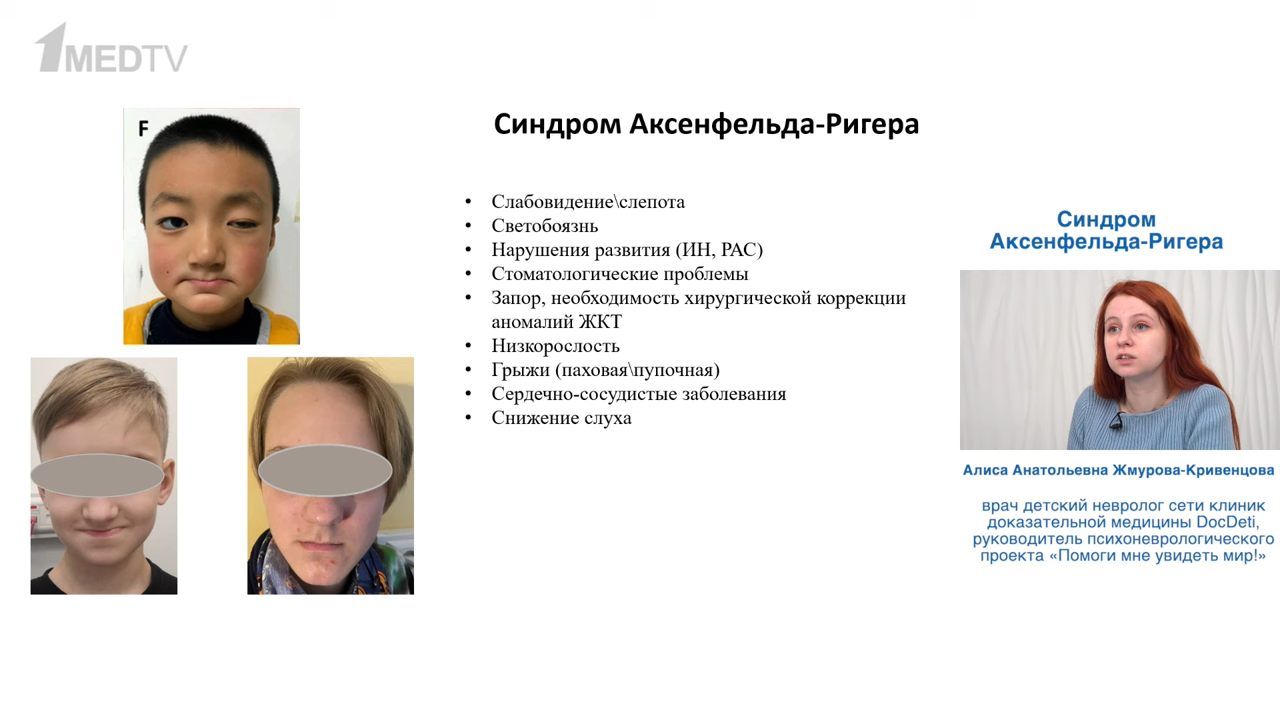 1MEDTV
F
Синдром Аксенфельда-Ригера
• Слабовидение\слепота
• Светобоязнь
• Нарушения развития (ИН, РАС)
• Стоматологические проблемы
• Запор, необходимость хирургической коррекции
аномалий ЖКТ
• Низкорослость
• Грыжи (паховая\пупочная)
• Сердечно-сосудистые заболевания
• Снижение слуха
Синдром
Аксенфельда-Ригера
Алиса Анатольевна Жмурова-Кривенцова
врач детский невролог сети клиник
доказательной медицины DocDeti,
руководитель психоневрологического
проекта «Помоги мне увидеть мир!»